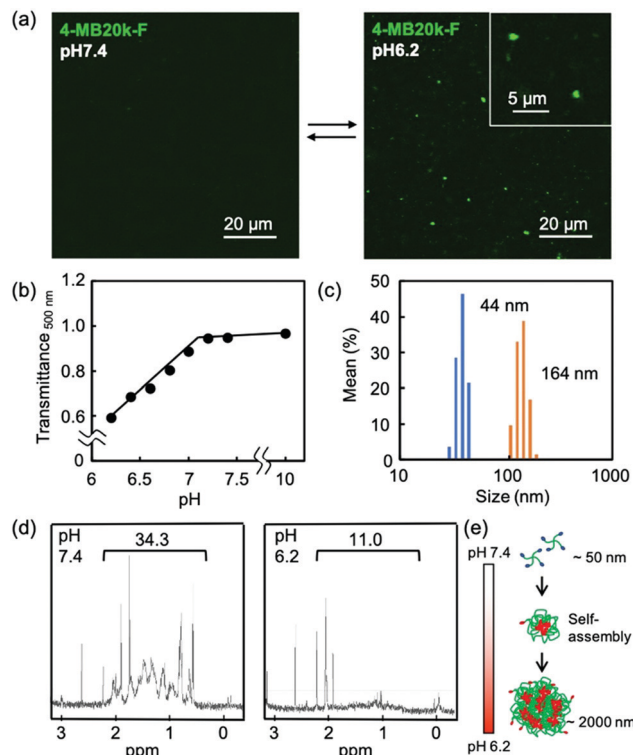 (a)
4-MB20k-F
pH7.4
20 μm
4-MB20k-F
pH6.2
5 μm
20 μm
(b)
Transmittance 500 nm
1.2
1.0
0.8
0.6
0
6
6.5
7
7.5
10
pH
(c)
Mean (%)
50
40
30
20
10
0
44 nm
164 nm
10
100
1000
Size (nm)
(d)
pH
7.4
34.3
3
2
1
0
ppm
pH
6.2
11.0
3
2
1
0
ppm
(e)
pH 7.4
~ 50 nm
Self-
assembly
~ 2000 nm
pH 6.2